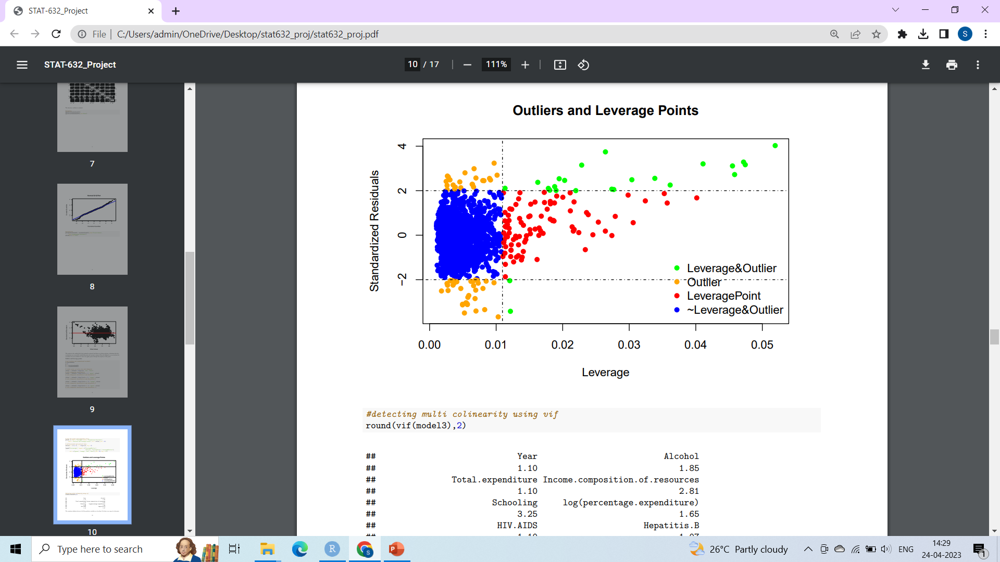 STAT-632_Project
File
C:/Users/admin/OneDrive/Desktop/stat632_proj/stat632_proj.pdf
S
STAT-632_Project
10 / 17
111%
7
8
9
10
Outliers and Leverage Points
Standardized Residuals
4
2
0
−2
Leverage&Outlier
Outlier
LeveragePoint
~Leverage&Outlier
0.00 0.01 0.02 0.03 0.04 0.05
Leverage
#detecting multi colinearity using vif
round(vif(model3),2)
## Year Alcohol
## 1.10 1.85
## Total.expenditure Income.composition.of.resources
## 1.10 2.81
## Schooling log(percentage.expenditure)
## 3.25 1.65
## HIV.AIDS Hepatitis.B
Type here to search
26°C Partly cloudy
ENG
14:29
24-04-2023
1